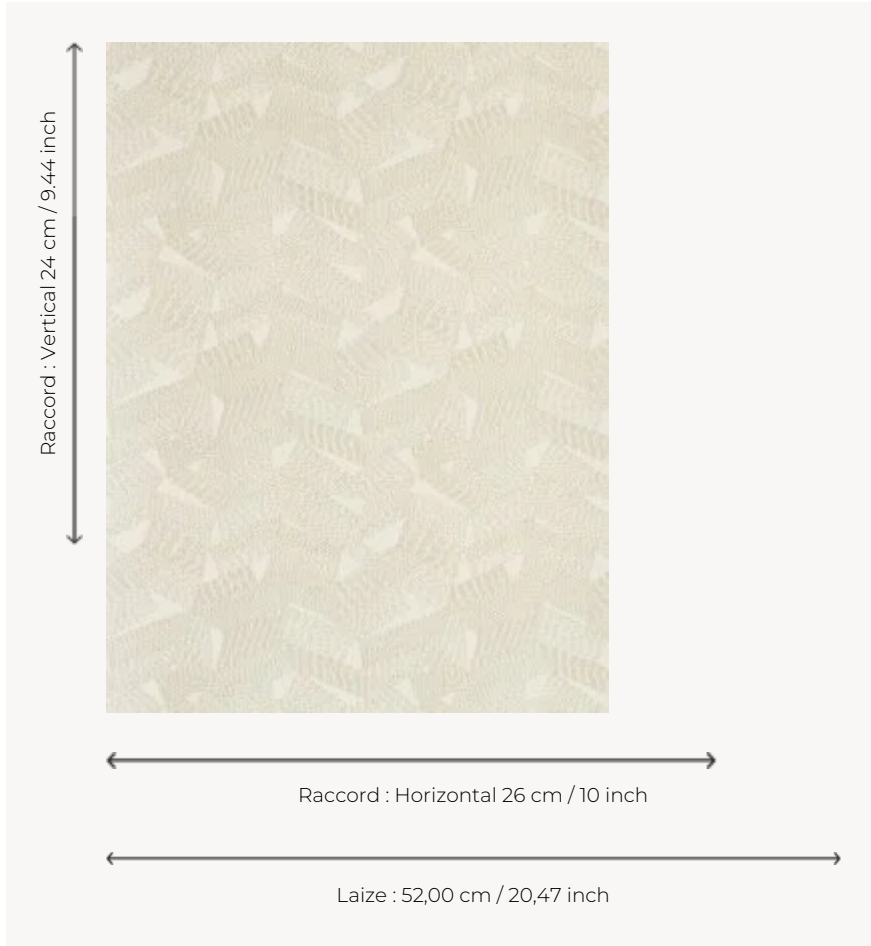 Raccord : Vertical 24 cm / 9.44 inch
Raccord : Horizontal 26 cm / 10 inch
Laize : 52,00 cm / 20,47 inch